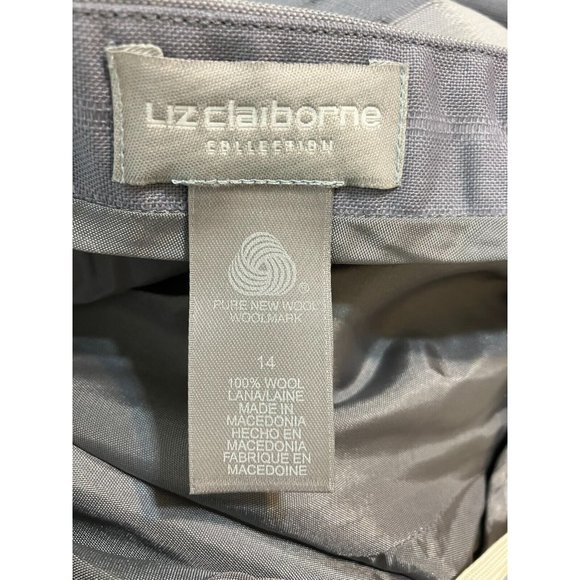 Liz claiborne
COLLECTION
®
PURE NEW WOOL
WOOLMARK
14
100% WOOL
LANA/LAINE
MADE IN
MACEDONIA
HECHO EN
MACEDONIA
FABRIQUE EN
MACEDOINE